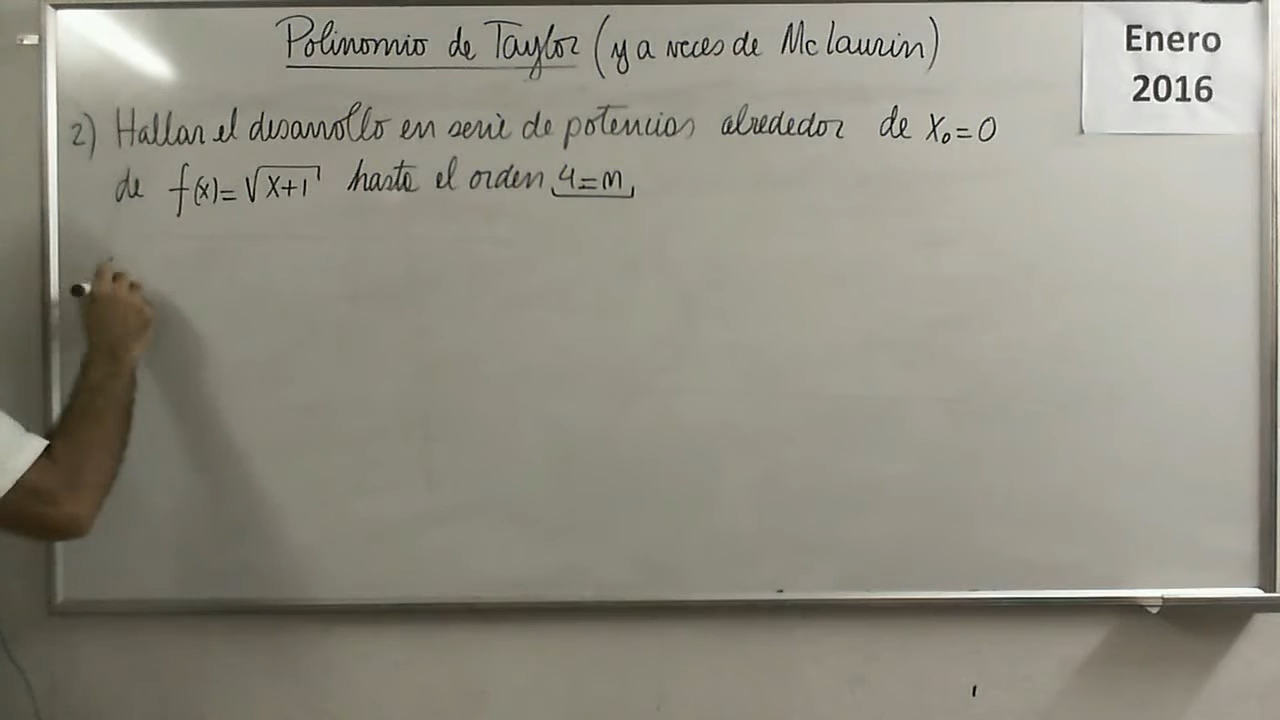 Polinomio de Taylor (y a veces de Mc laurin)
Enero
2016
2) Hallar el desarrollo en serie de potencias alrededor de x₀=0
de f(x)=√x+1 hasta el orden 4=n